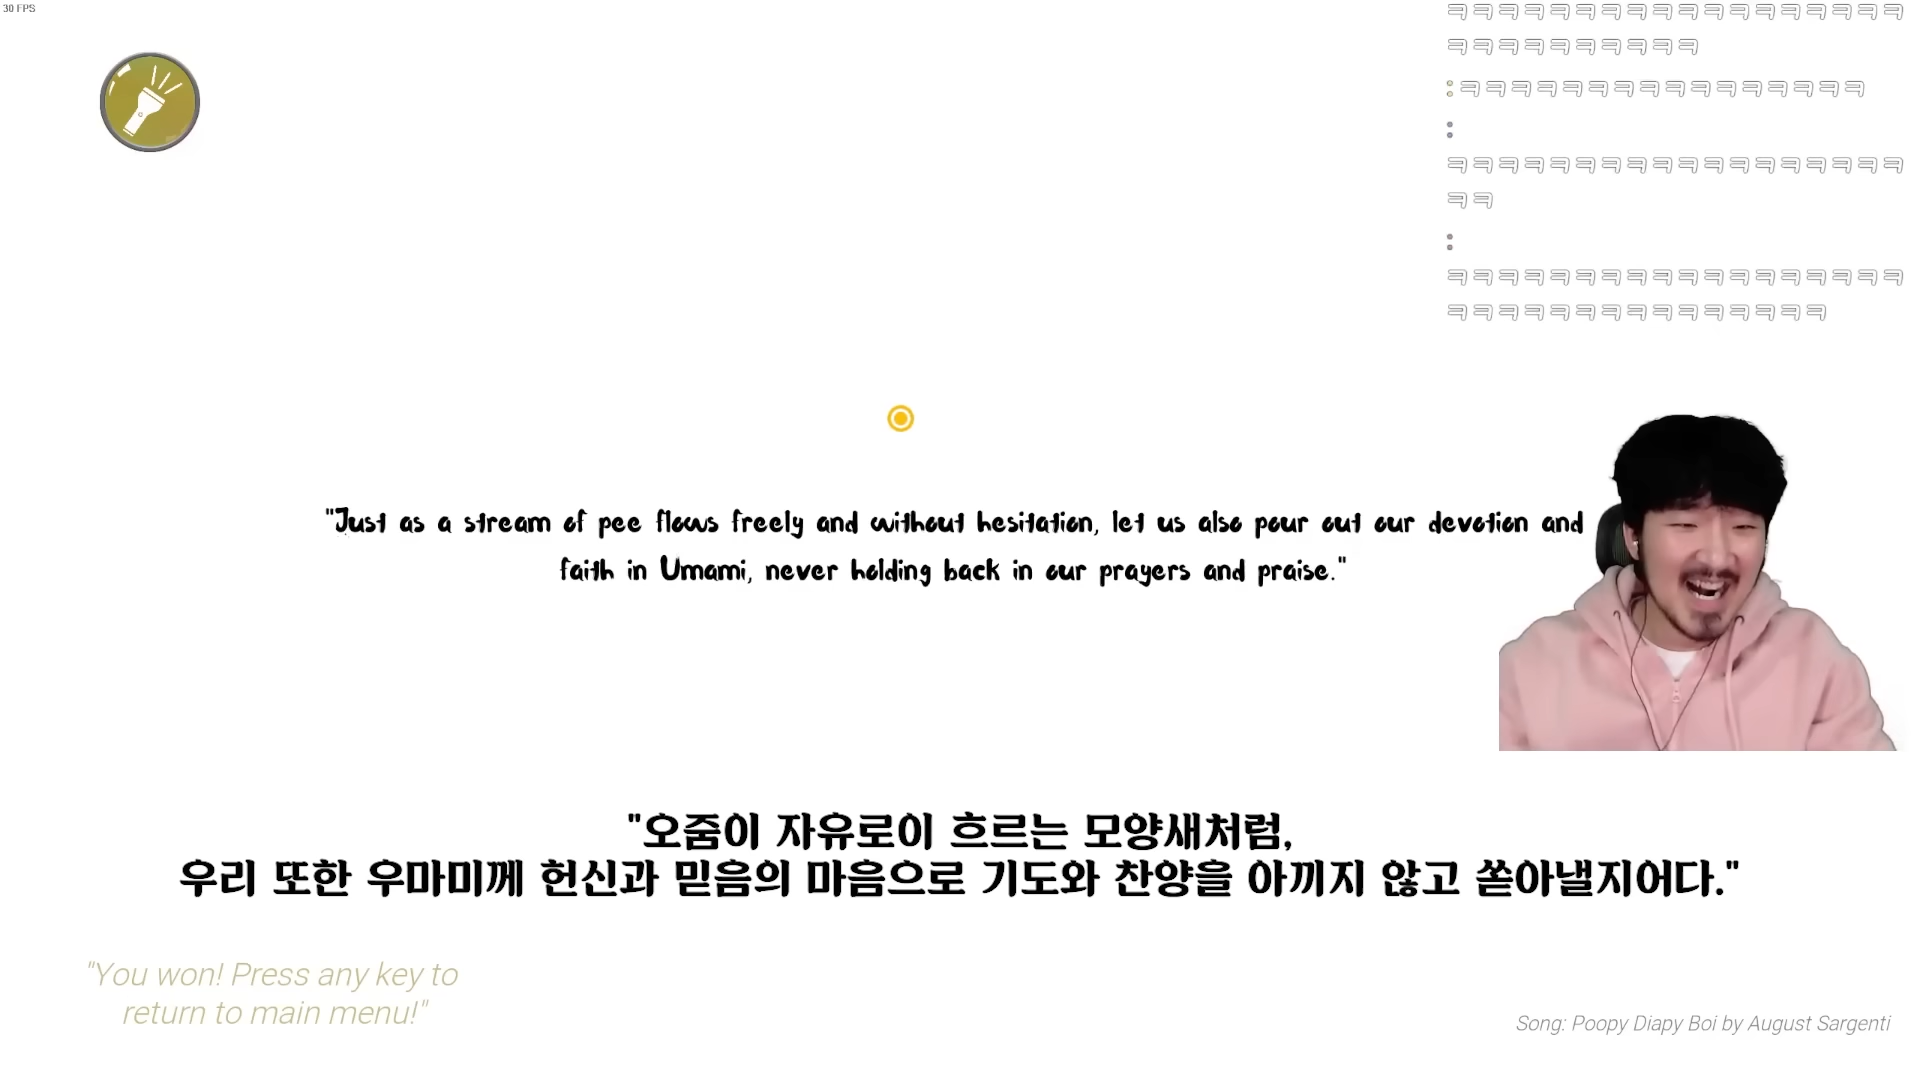 30 FPS
ㅋㅋㅋㅋㅋㅋㅋㅋㅋㅋㅋㅋㅋㅋㅋㅋㅋㅋ
ㅋㅋㅋㅋㅋㅋㅋㅋㅋㅋ
:ㅋㅋㅋㅋㅋㅋㅋㅋㅋㅋㅋㅋㅋㅋㅋㅋ
:
ㅋㅋㅋㅋㅋㅋㅋㅋㅋㅋㅋㅋㅋㅋㅋㅋㅋㅋ
ㅋㅋ
:
ㅋㅋㅋㅋㅋㅋㅋㅋㅋㅋㅋㅋㅋㅋㅋㅋㅋㅋ
ㅋㅋㅋㅋㅋㅋㅋㅋㅋㅋㅋㅋㅋㅋㅋ
"Just as a stream of pee flows freely and without hesitation, let us also pour out our devotion and
faith in Umami, never holding back in our prayers and praise."
"오줌이 자유로이 흐르는 모양새처럼,
우리 또한 우마미께 헌신과 믿음의 마음으로 기도와 찬양을 아끼지 않고 쏟아낼지어다."
"You won! Press any key to
return to main menu!"
Song: Poopy Diapy Boi by August Sargenti